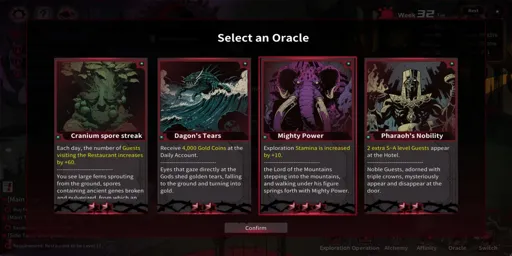 Week 32
Select an Oracle
Cranium spore streak
Each day, the number of Guests
visiting the Restaurant increases
by +60.
You see large ferns sprouting
from the ground, spores
containing ancient genes broken
Dagon's Tears
Receive 4,000 Gold Coins at the
Daily Account.
Eyes that gaze directly at the
Gods shed golden tears, falling
to the ground and turning into
gold.
Mighty Power
Exploration Stamina is increased
by +10.
the Lord of the Mountains
stepping into the mountains,
and walking under his figure
springs forth with Mighty Power.
Pharaoh's Nobility
2 extra S~A level Guests appear
at the Hotel.
Noble Guests, adorned with
triple crowns, mysteriously
appear and disappear at the
door.
Confirm
Exploration Operation Alchemy Affinity Oracle Switch